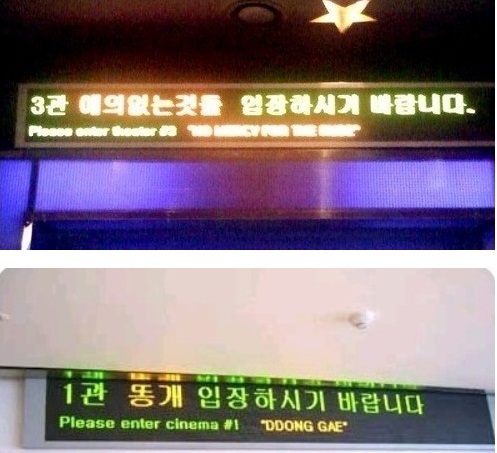 3관 예의없는것들 입장하시기 바랍니다.
Please enter theater #3 "NO MERCY FOR THE RUDE"
1관 똥개 입장하시기 바랍니다
Please enter cinema #1 "DDONG GAE"